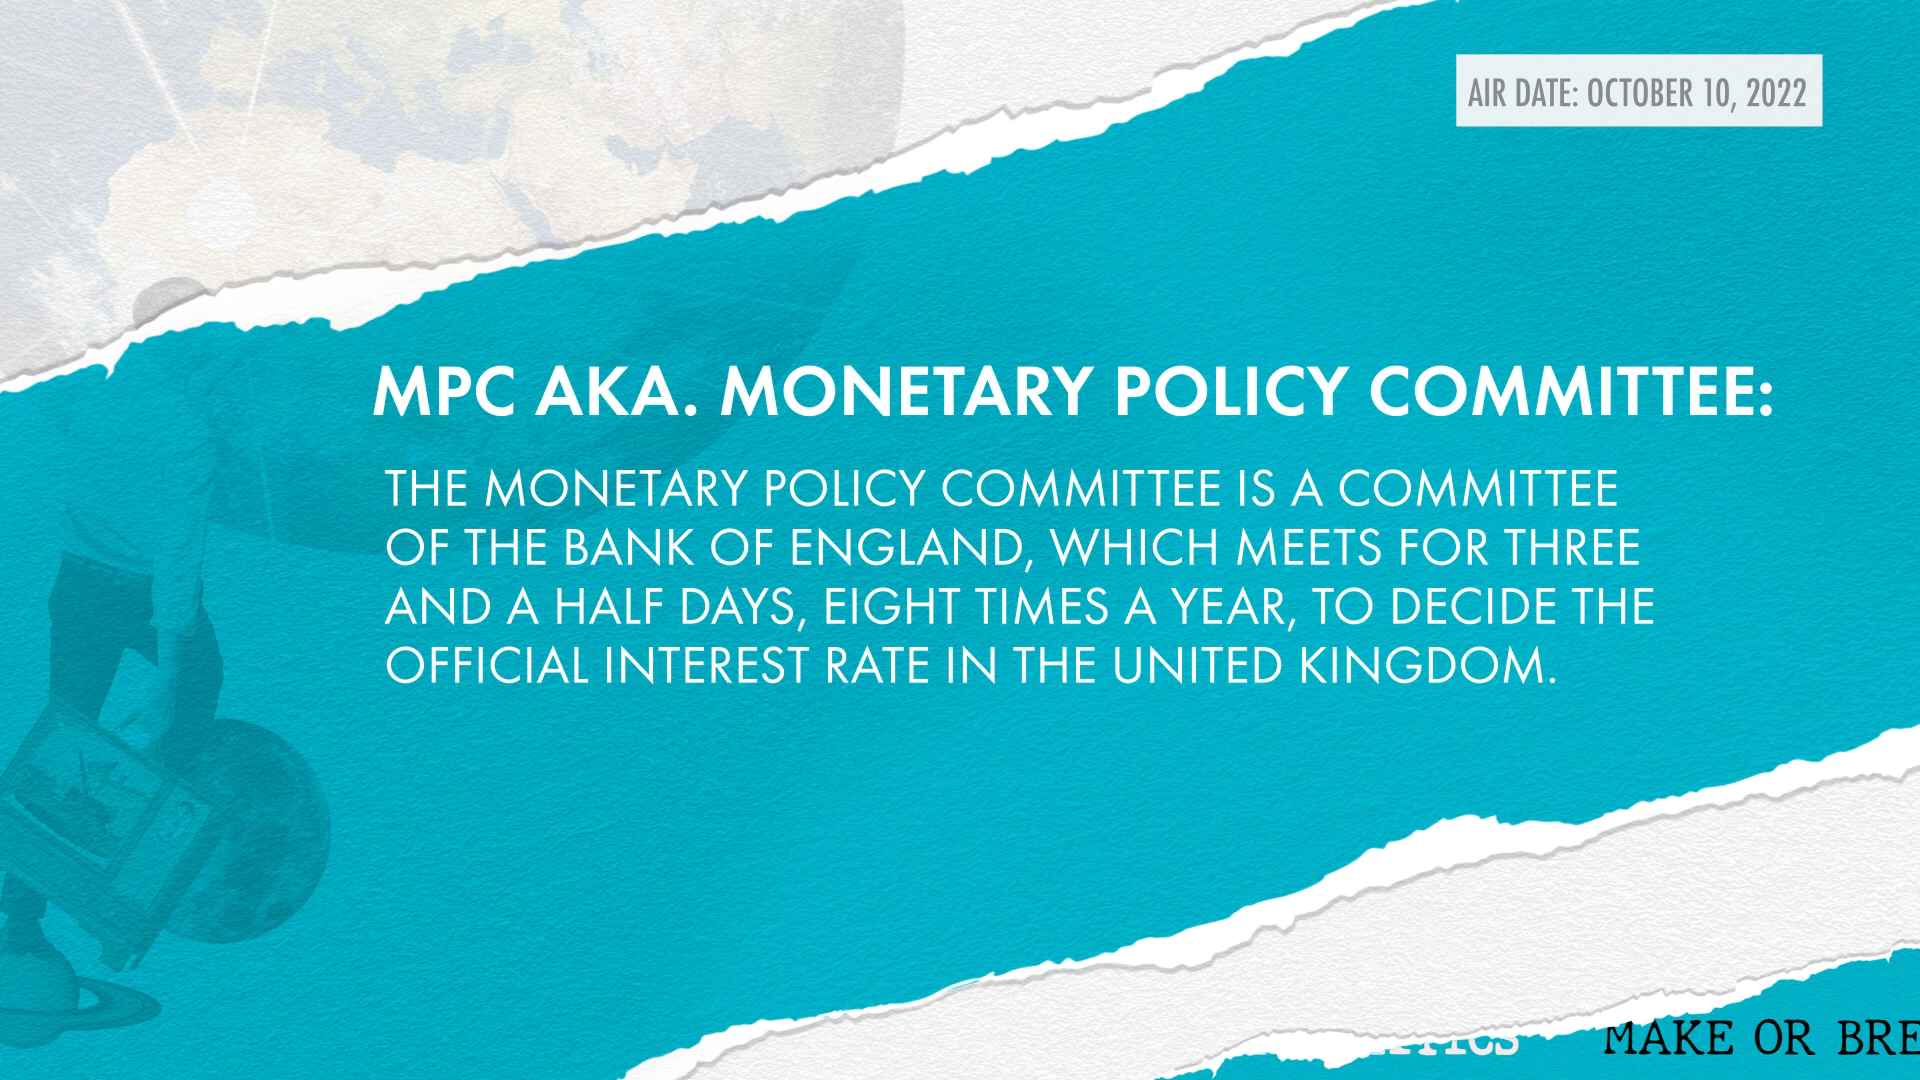 AIR DATE: OCTOBER 10, 2022
MPC AKA. MONETARY POLICY COMMITTEE:
THE MONETARY POLICY COMMITTEE IS A COMMITTEE
OF THE BANK OF ENGLAND, WHICH MEETS FOR THREE
AND A HALF DAYS, EIGHT TIMES A YEAR, TO DECIDE THE
OFFICIAL INTEREST RATE IN THE UNITED KINGDOM.
MAKE OR BRE